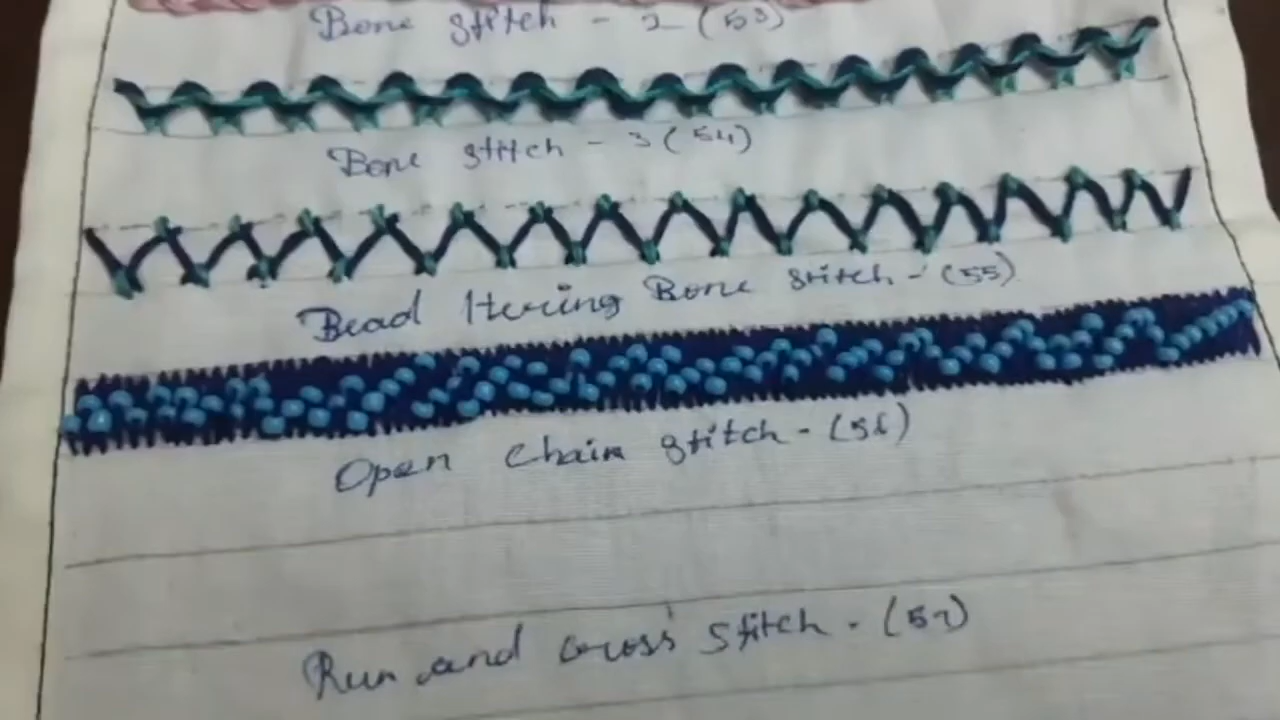 Bone stitch - 2 (53)
Bone stitch - 3 (54)
Bead Hering Bone stitch - (55)
Open Chain stitch - (56)
Run and cross stitch - (57)